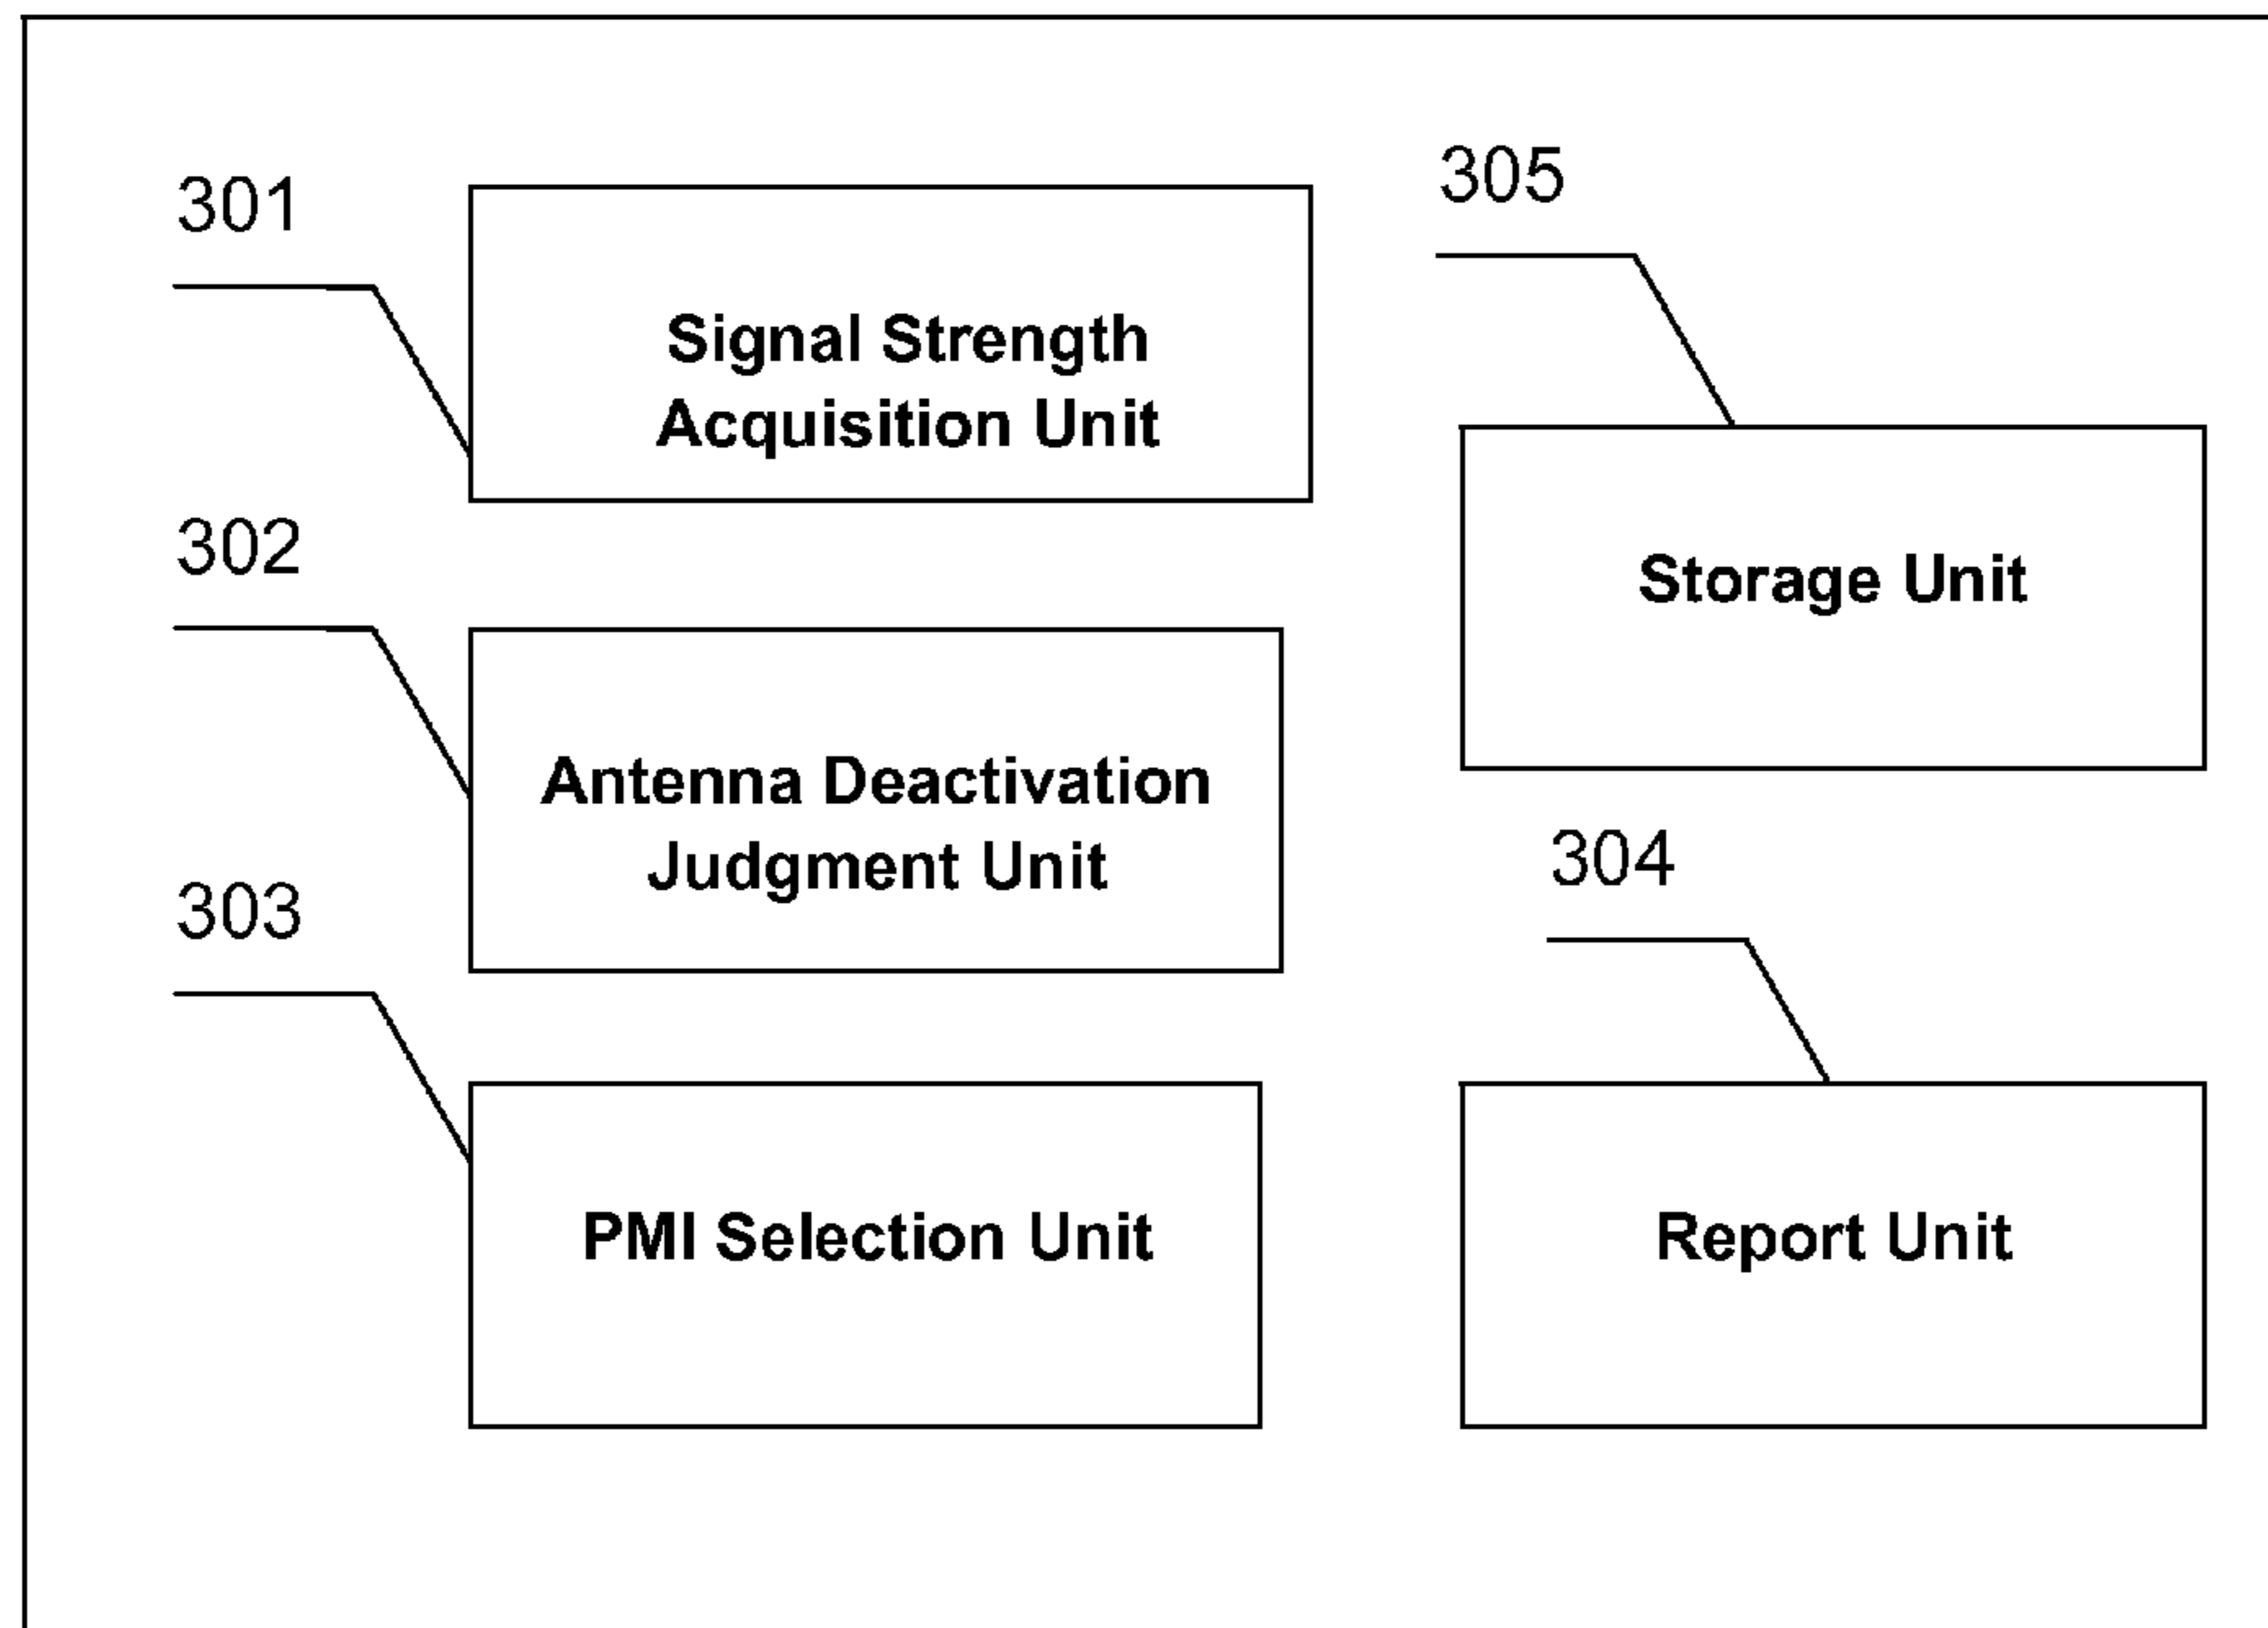 301
Signal Strength
Acquisition Unit
302
Antenna Deactivation
Judgment Unit
303
PMI Selection Unit
305
Storage Unit
304
Report Unit